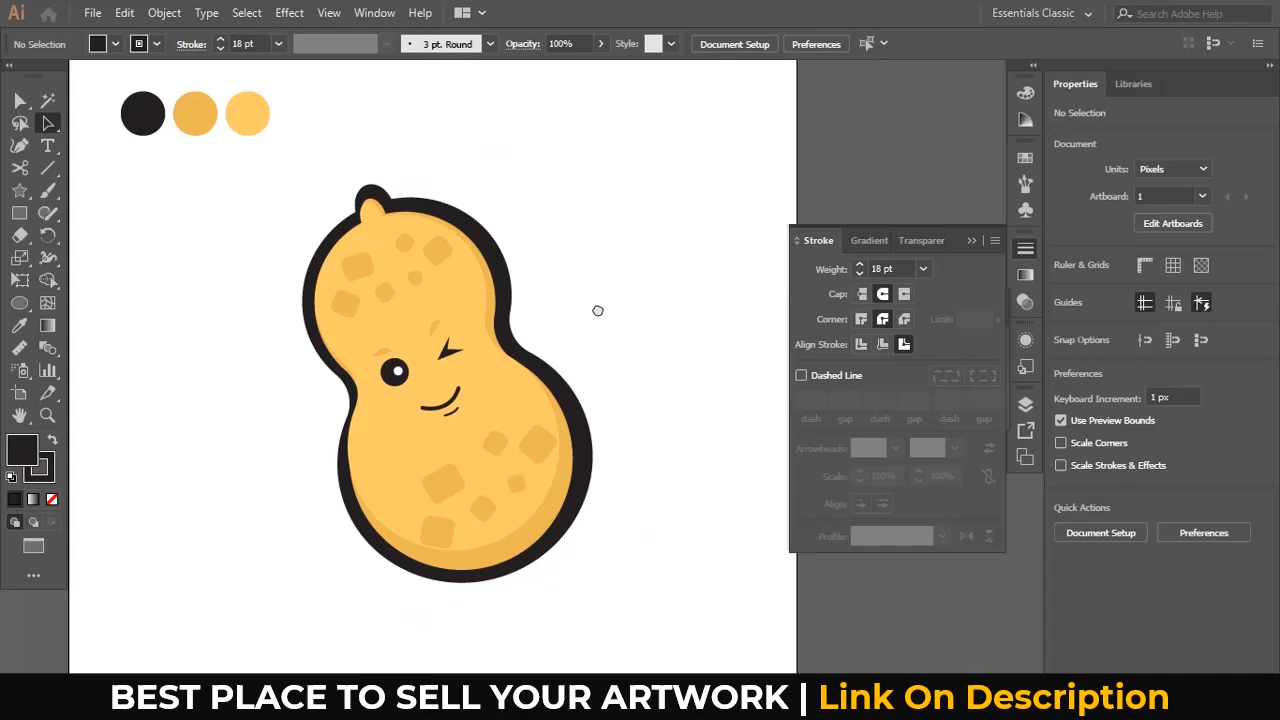 Ai File Edit Object Type Select Effect View Window Help Essentials Classic Search Adobe Help
No Selection Stroke: 18 pt 3 pt. Round Opacity: 100% Style: Document Setup Preferences
Properties Libraries
No Selection
Document
Units: Pixels
Artboard: 1
Edit Artboards
Stroke Gradient Transparer
Weight: 18 pt
Cap:
Corner: Limit:
Align Stroke:
Dashed Line
dash gap dash gap dash gap
Arrowheads:
Scale: 100% 100%
Align:
Profile:
Ruler & Grids
Guides
Snap Options
Preferences
Keyboard Increment: 1 px
Use Preview Bounds
Scale Corners
Scale Strokes & Effects
Quick Actions
Document Setup Preferences
BEST PLACE TO SELL YOUR ARTWORK | Link On Description